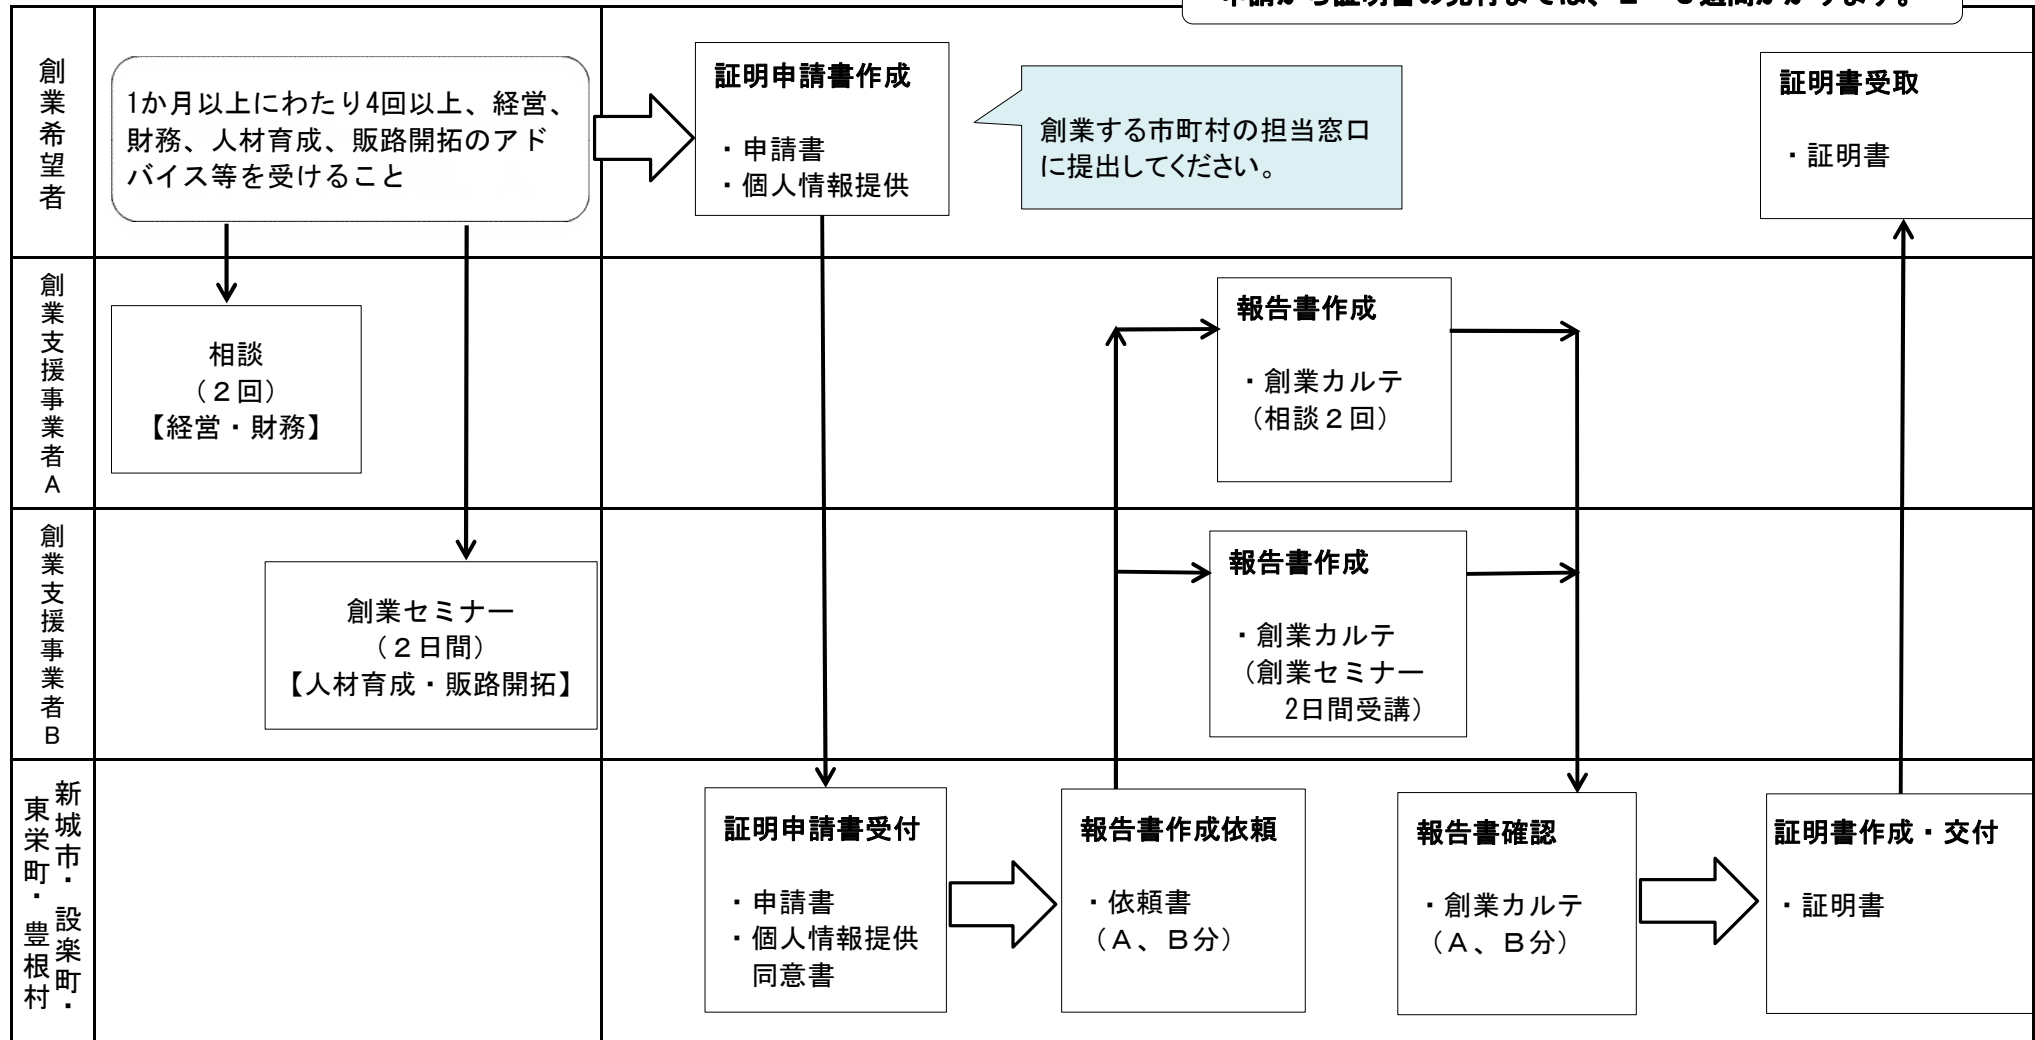 創業希望者
1か月以上にわたり4回以上、経営、
財務、人材育成、販路開拓のアド
バイス等を受けること
証明申請書作成
・申請書
・個人情報提供
創業する市町村の担当窓口
に提出してください。
証明書受取
・証明書
創業支援事業者A
相談
（２回）
【経営・財務】
報告書作成
・創業カルテ
（相談２回）
創業支援事業者B
創業セミナー
（２日間）
【人材育成・販路開拓】
報告書作成
・創業カルテ
（創業セミナー
2日間受講）
新城市・設楽町・
東栄町・豊根村
証明申請書受付
・申請書
・個人情報提供
同意書
報告書作成依頼
・依頼書
（Ａ、Ｂ分）
報告書確認
・創業カルテ
（Ａ、Ｂ分）
証明書作成・交付
・証明書